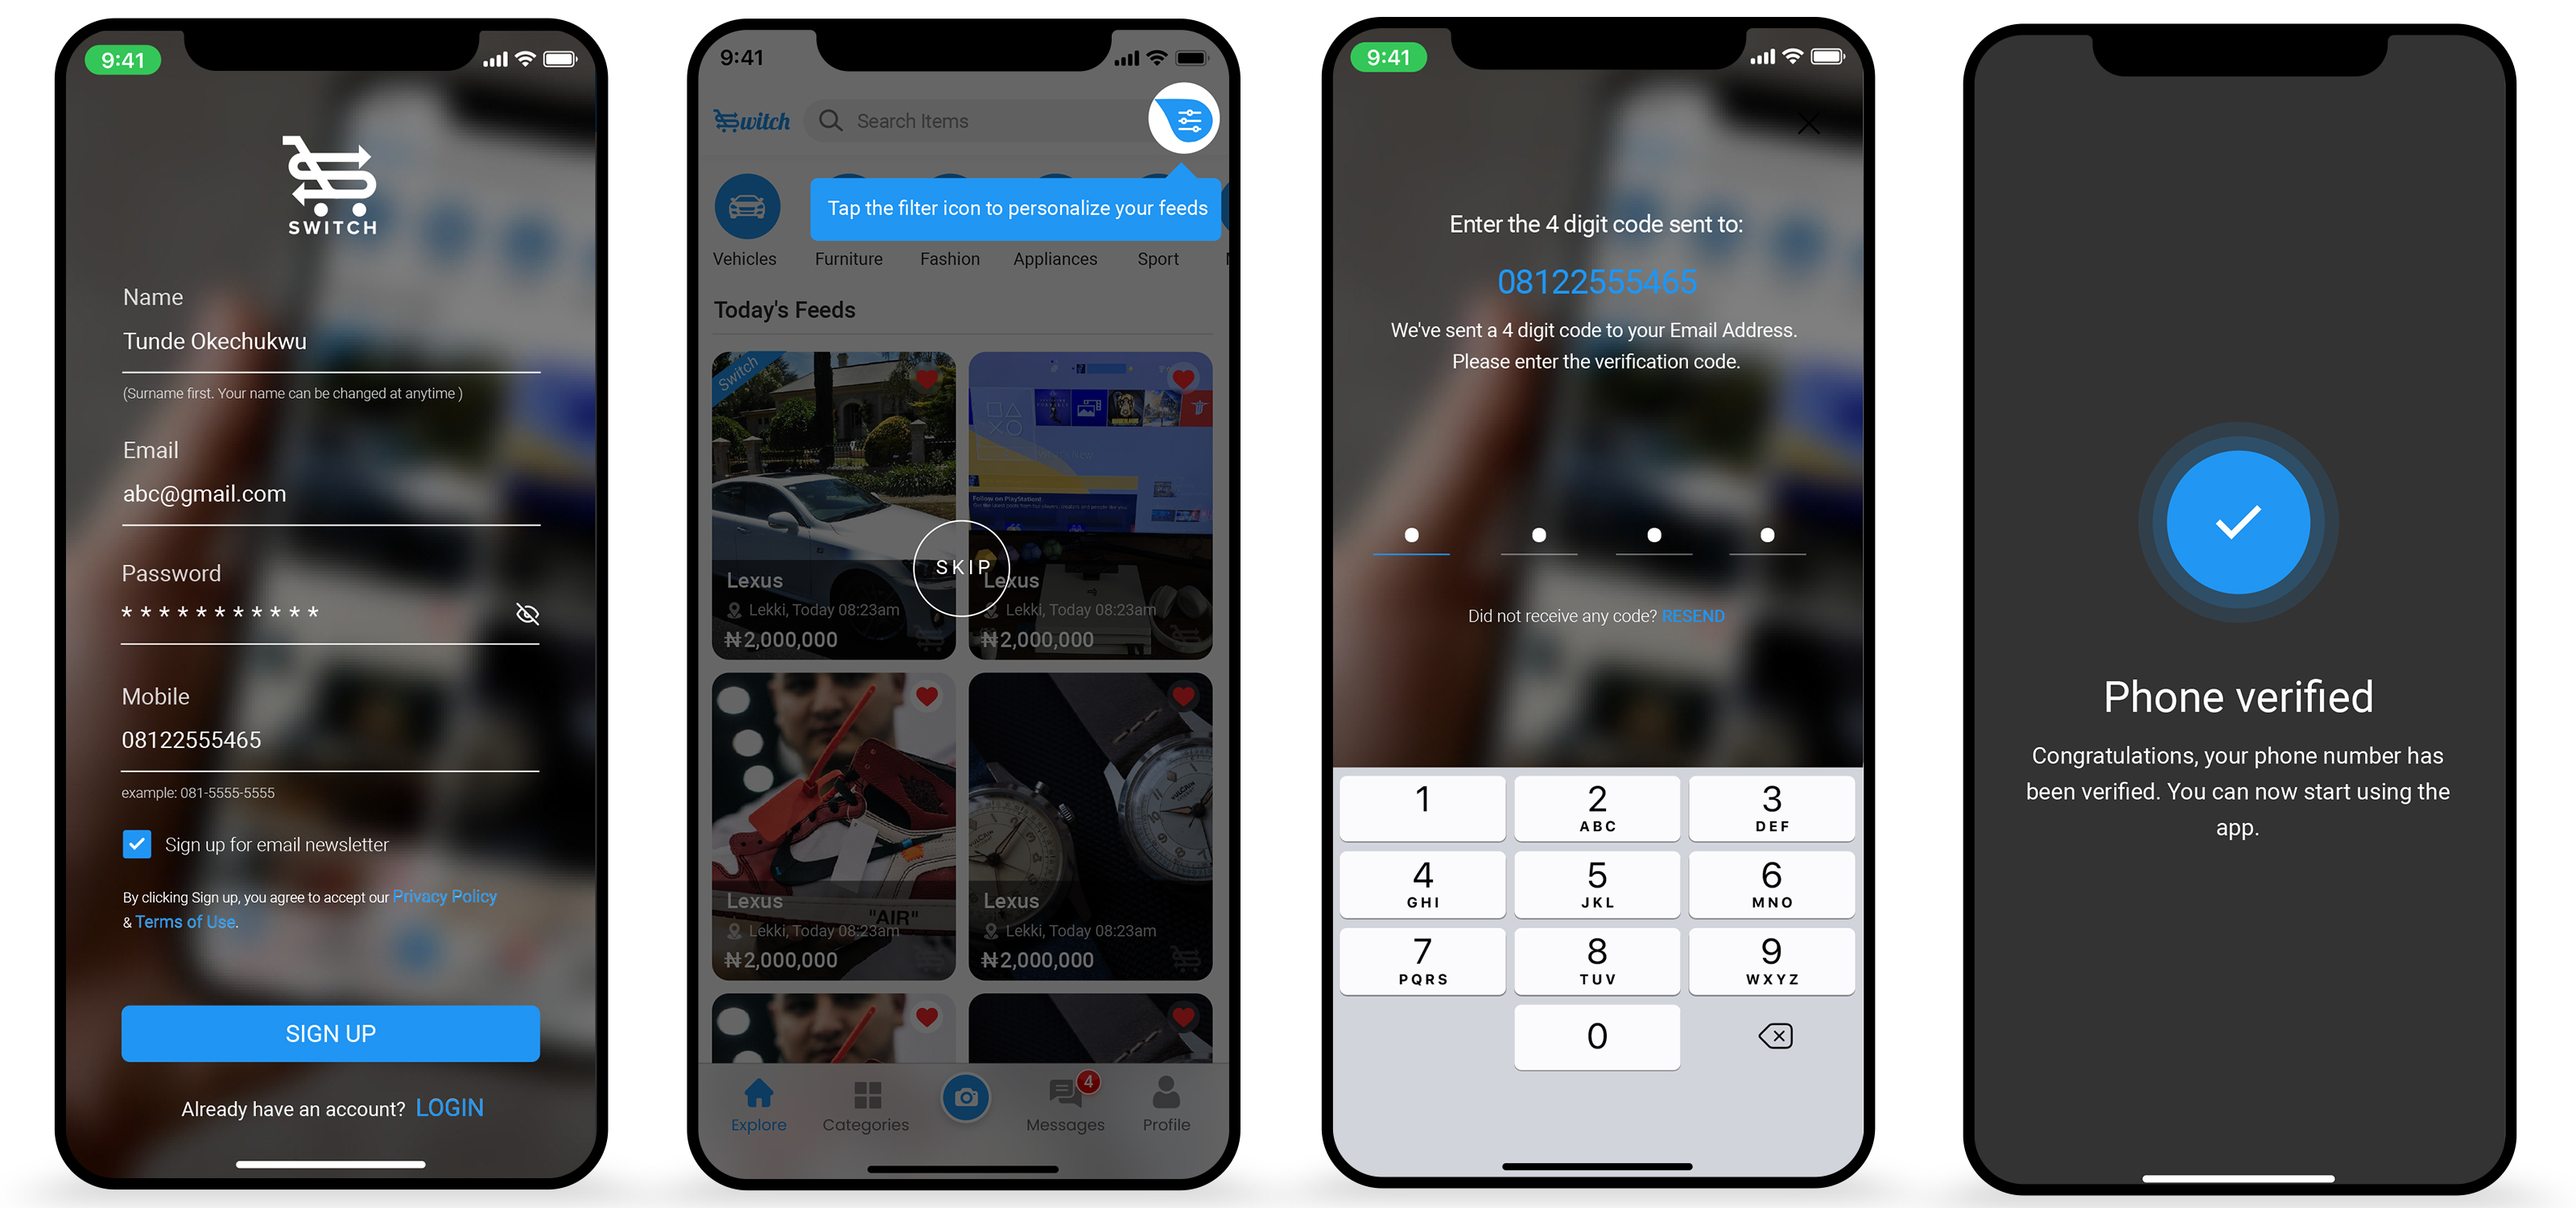 9:41
SWITCH
Name
Tunde Okechukwu
(Surname first. Your name can be changed at anytime )
Email
abc@gmail.com
Password
* * * * * * * * * * *
Mobile
08122555465
example: 081-5555-5555
Sign up for email newsletter
By clicking Sign up, you agree to accept our Privacy Policy
& Terms of Use.
SIGN UP
Already have an account? LOGIN
9:41
Switch
Search Items
Tap the filter icon to personalize your feeds
Vehicles Furniture Fashion Appliances Sport
Today's Feeds
Switch
Follow on PlayStation4.
SKIP
Lexus
Lekki, Today 08:23am
₦2,000,000
Lexus
Lekki, Today 08:23am
₦2,000,000
"AIR"
Lexus
Lekki, Today 08:23am
₦2,000,000
Lexus
Lekki, Today 08:23am
₦2,000,000
4
Explore Categories Messages Profile
9:41
Enter the 4 digit code sent to:
08122555465
We've sent a 4 digit code to your Email Address.
Please enter the verification code.
Did not receive any code? RESEND
1 2 3
ABC DEF
4 5 6
GHI JKL MNO
7 8 9
PQRS TUV WXYZ
0
Phone verified
Congratulations, your phone number has
been verified. You can now start using the
app.